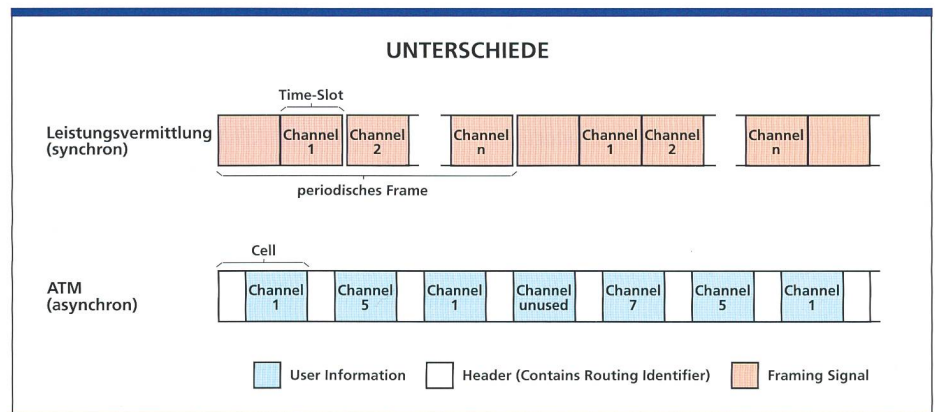 UNTERSCHIEDE
Time-Slot
Leistungsvermittlung
(synchron)
Channel
1
Channel
2
Channel
n
Channel
1
Channel
2
Channel
n
periodisches Frame
Cell
ATM
(asynchron)
Channel
1
Channel
5
Channel
1
Channel
unused
Channel
7
Channel
5
Channel
1
User Information
Header (Contains Routing Identifier)
Framing Signal